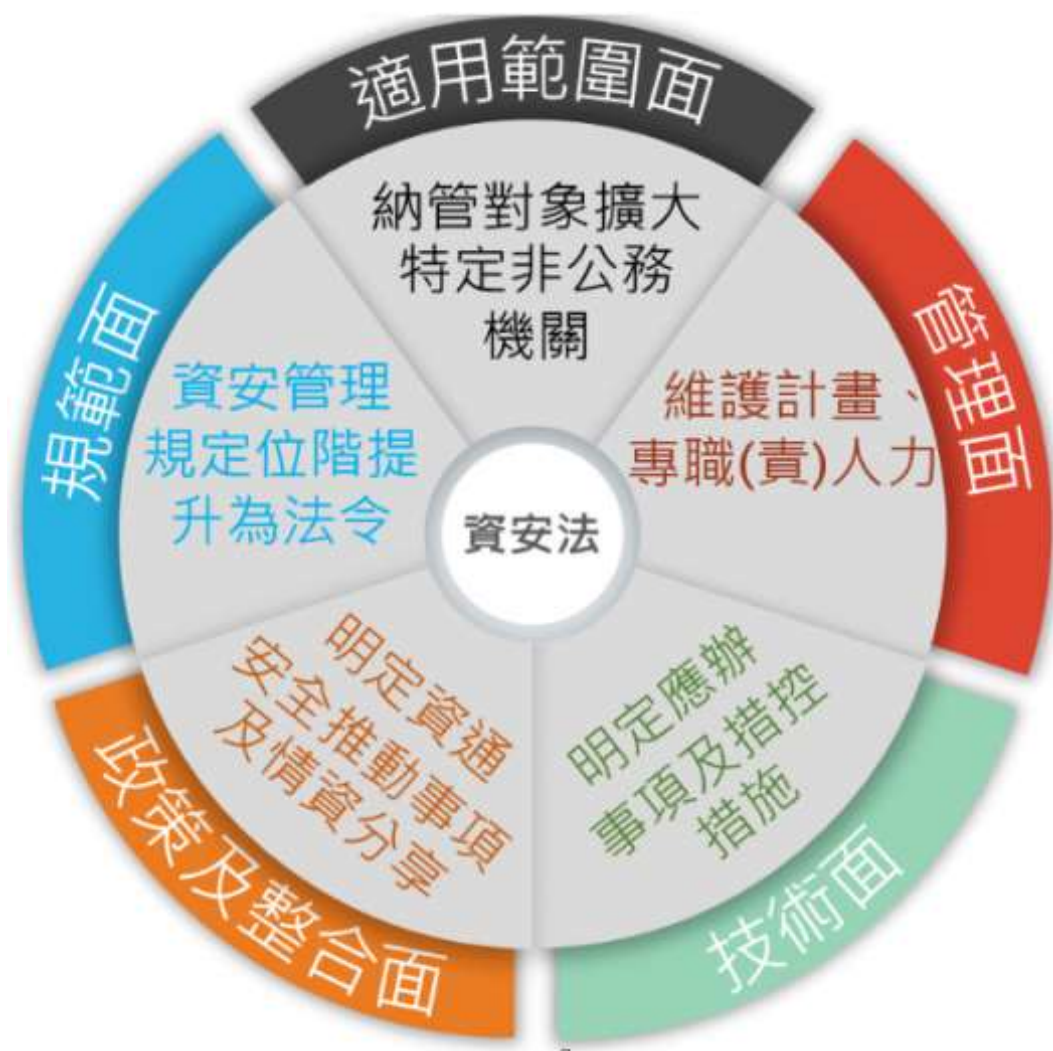 適用範圍面
納管對象擴大
特定非公務
機關
管理面
維護計畫、
專職(責)人力
技術面
明定應辦
事項及措控
措施
政策及整合面
明定資通
安全推動事項
及情資分享
規範面
資安管理
規定位階提
升為法令
資安法